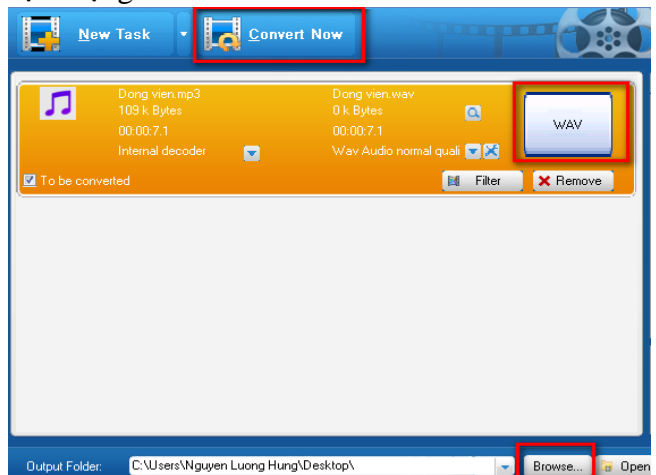 New Task Convert Now
Dong vien.mp3 Dong vien.wav
109 k Bytes 0 k Bytes
00:00:7.1 00:00:7.1
WAV
Internal decoder Wav Audio normal quali
To be converted Filter Remove
Output Folder: C:\Users\Nguyen Luong Hung\Desktop\ Browse... Open